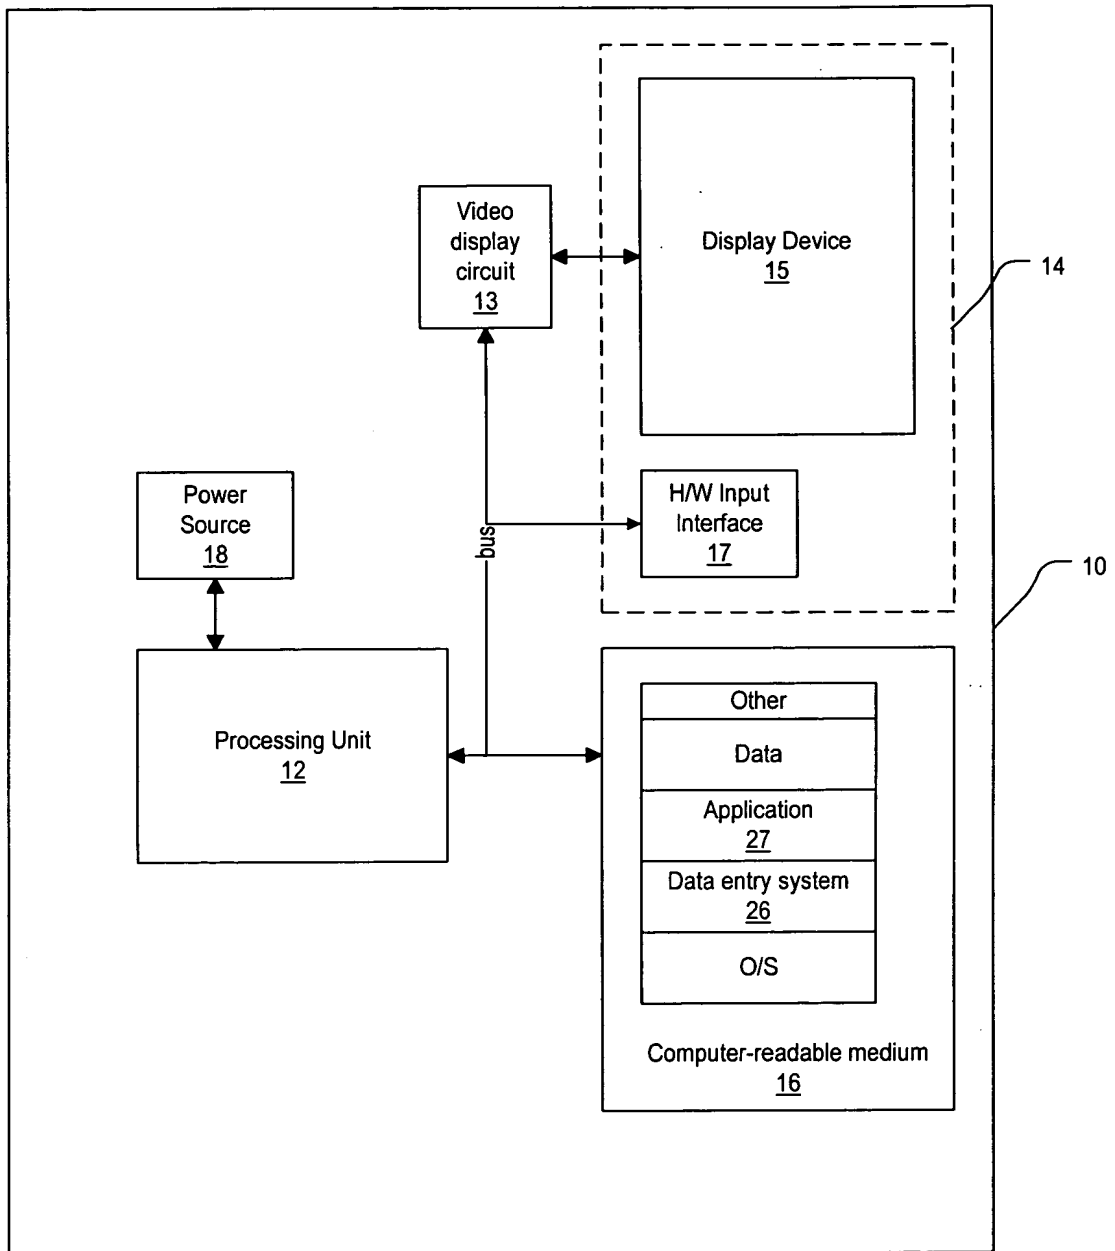 Display Device
15
Video
display
circuit
13
14
H/W Input
Interface
17
Power
Source
18
bus
10
Processing Unit
12
Other
Data
Application
27
Data entry system
26
O/S
Computer-readable medium
16